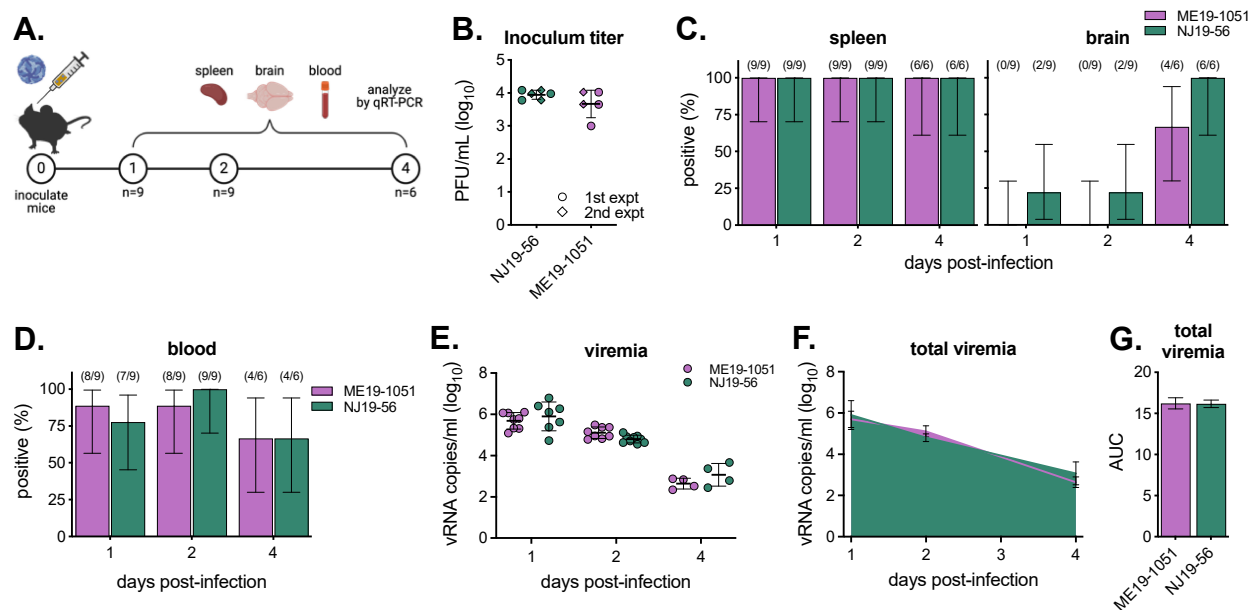 A.
spleen brain blood
analyze
by qRT-PCR
0 1 2 4
inoculate
mice
n=9 n=9 n=6
B.
Inoculum titer
PFU/mL (log10)
5
4
3
2
1
0
1st expt
2nd expt
NJ19-56 ME19-1051
C.
ME19-1051
NJ19-56
spleen brain
(9/9) (9/9) (9/9) (9/9) (6/6) (6/6) (0/9) (2/9) (0/9) (2/9) (4/6) (6/6)
positive (%)
100
75
50
25
0
1 2 4 1 2 4
days post-infection
D.
blood
(8/9) (7/9) (8/9) (9/9) (4/6) (4/6)
ME19-1051
NJ19-56
positive (%)
100
75
50
25
0
1 2 4
days post-infection
E.
viremia
ME19-1051
NJ19-56
vRNA copies/ml (log10)
8
6
4
2
0
1 2 4
days post-infection
F.
total viremia
vRNA copies/ml (log10)
8
6
4
2
0
1 2 3 4
days post-infection
G.
total
viremia
AUC
20
15
10
5
0
ME19-1051 NJ19-56